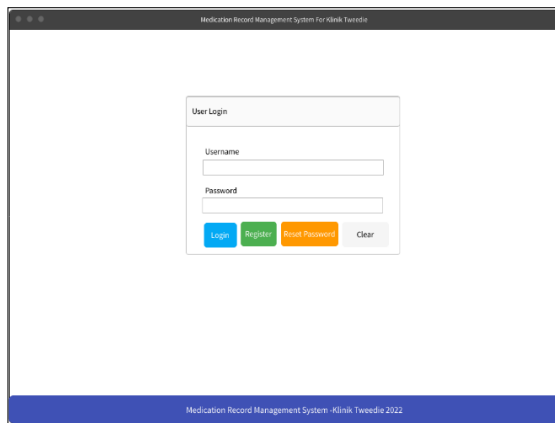 Medication Record Management System For Klinik Tweedie
User Login
Username
Password
Login Register Reset Password Clear
Medication Record Management System -Klinik Tweedie 2022